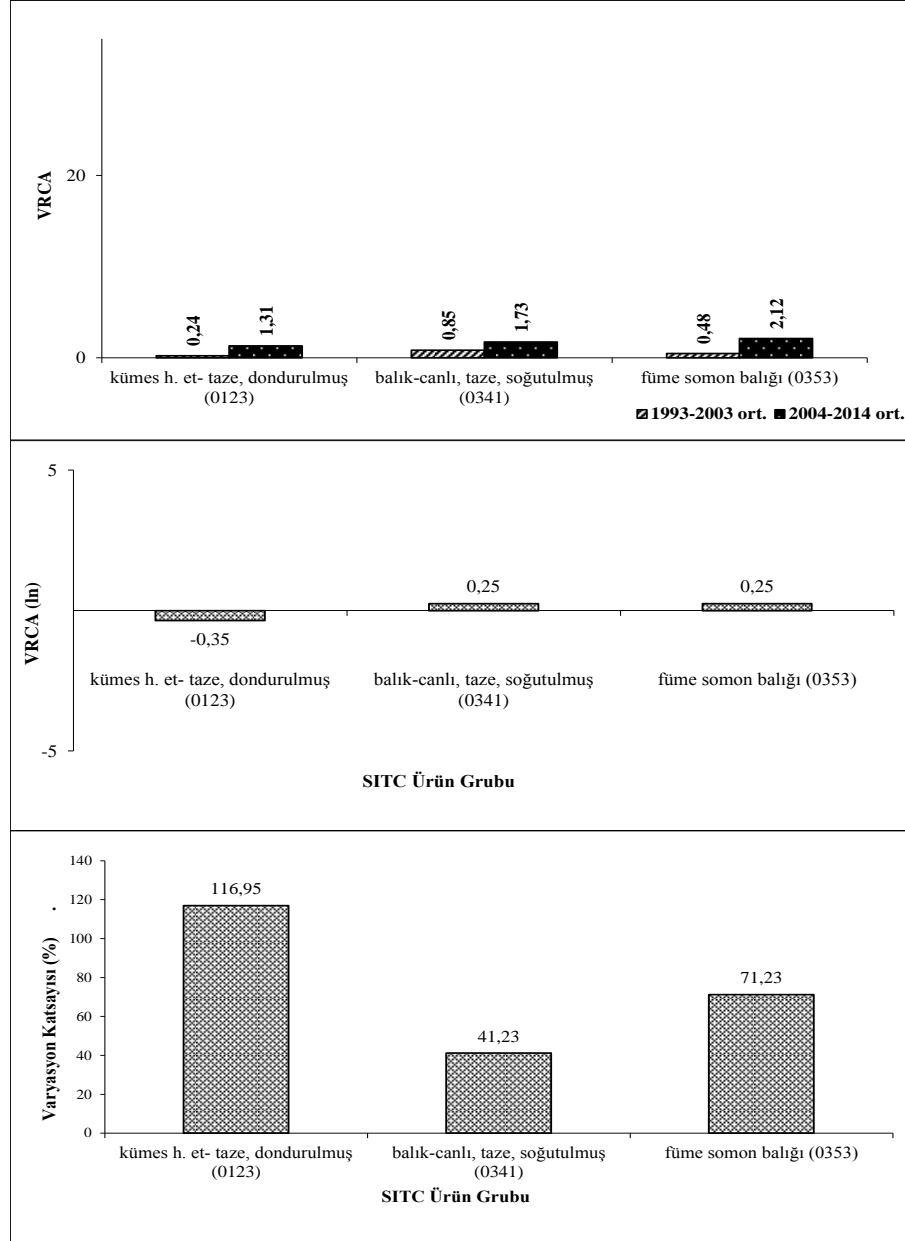 VRCA
20
0
0,24
1,31
0,85
1,73
0,48
2,12
kümes h. et- taze, dondurulmuş
(0123)
balık-canlı, taze, soğutulmuş
(0341)
füme somon balığı (0353)
1993-2003 ort. 2004-2014 ort.
VRCA (ln)
5
-5
-0,35
0,25
0,25
kümes h. et- taze, dondurulmuş
(0123)
balık-canlı, taze, soğutulmuş
(0341)
füme somon balığı (0353)
SITC Ürün Grubu
Varyasyon Katsayısı (%) .
140
120
100
80
60
40
20
0
116,95
41,23
71,23
kümes h. et- taze, dondurulmuş
(0123)
balık-canlı, taze, soğutulmuş
(0341)
füme somon balığı (0353)
SITC Ürün Grubu